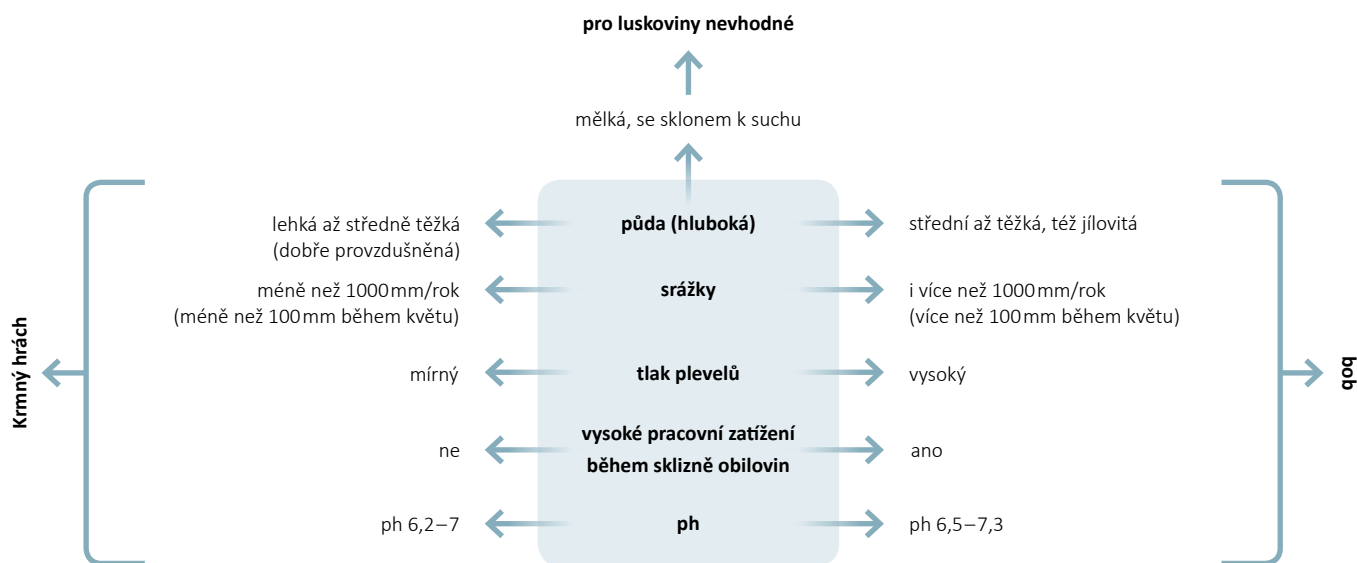 pro luskoviny nevhodné
mělká, se sklonem k suchu
lehká až středně těžká
(dobře provzdušněná)
půda (hluboká)
střední až těžká, též jílovitá
méně než 1000 mm/rok
(méně než 100 mm během květu)
srážky
i více než 1000 mm/rok
(více než 100 mm během květu)
Krmný hrách
mírný
tlak plevelů
vysoký
bob
ne
vysoké pracovní zatížení
během sklizně obilovin
ano
ph 6,2–7
ph
ph 6,5–7,3